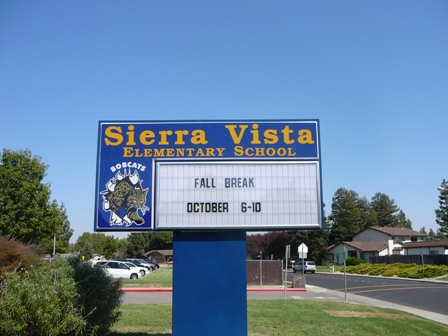 Sierra Vista
ELEMENTARY SCHOOL
BOBCATS
FALL BREAK
OCTOBER 6-10